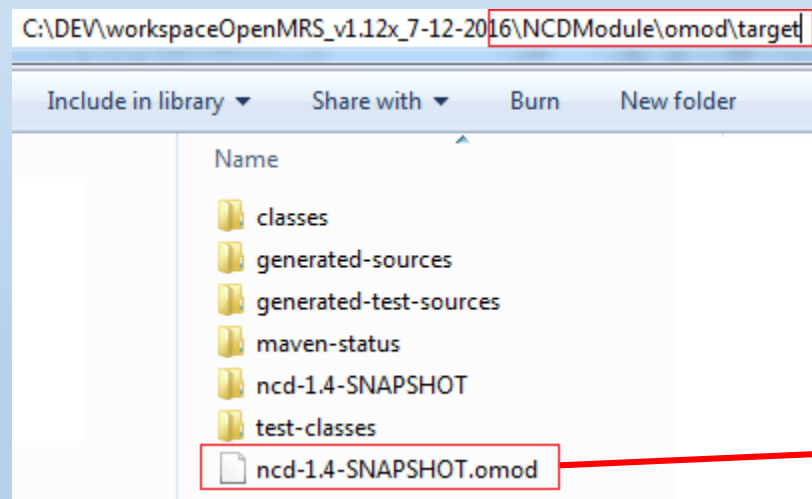 C:\DEV\workspaceOpenMRS_v1.12x_7-12-2016\NCDModule\omod\target
Include in library ▼ Share with ▼ Burn New folder
Name
classes
generated-sources
generated-test-sources
maven-status
ncd-1.4-SNAPSHOT
test-classes
ncd-1.4-SNAPSHOT.omod